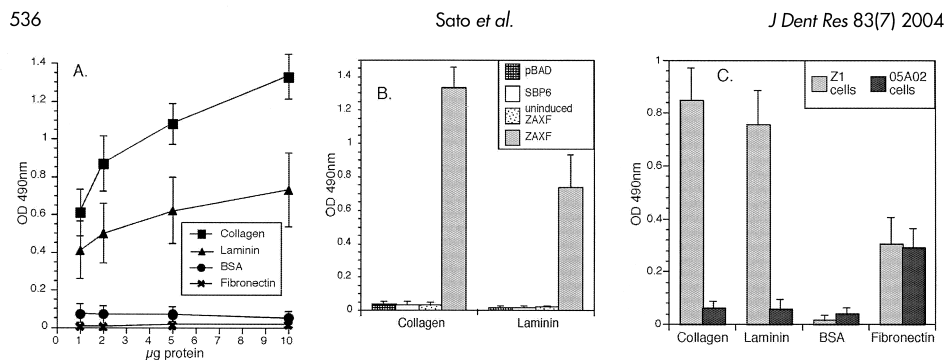 536
Sato et al.
J Dent Res 83(7) 2004
A.
OD 490nm
1.4
1.2
1
0.8
0.6
0.4
0.2
0
0 1 2 3 4 5 6 7 8 9 10
µg protein
Collagen
Laminin
BSA
Fibronectin
B.
OD 490nm
1.4
1.2
1
0.8
0.6
0.4
0.2
0
pBAD
SBP6
uninduced
ZAXF
ZAXF
Collagen Laminin
C.
OD 490nm
1
0.8
0.6
0.4
0.2
0
Z1 cells
05A02 cells
Collagen Laminin BSA Fibronectin